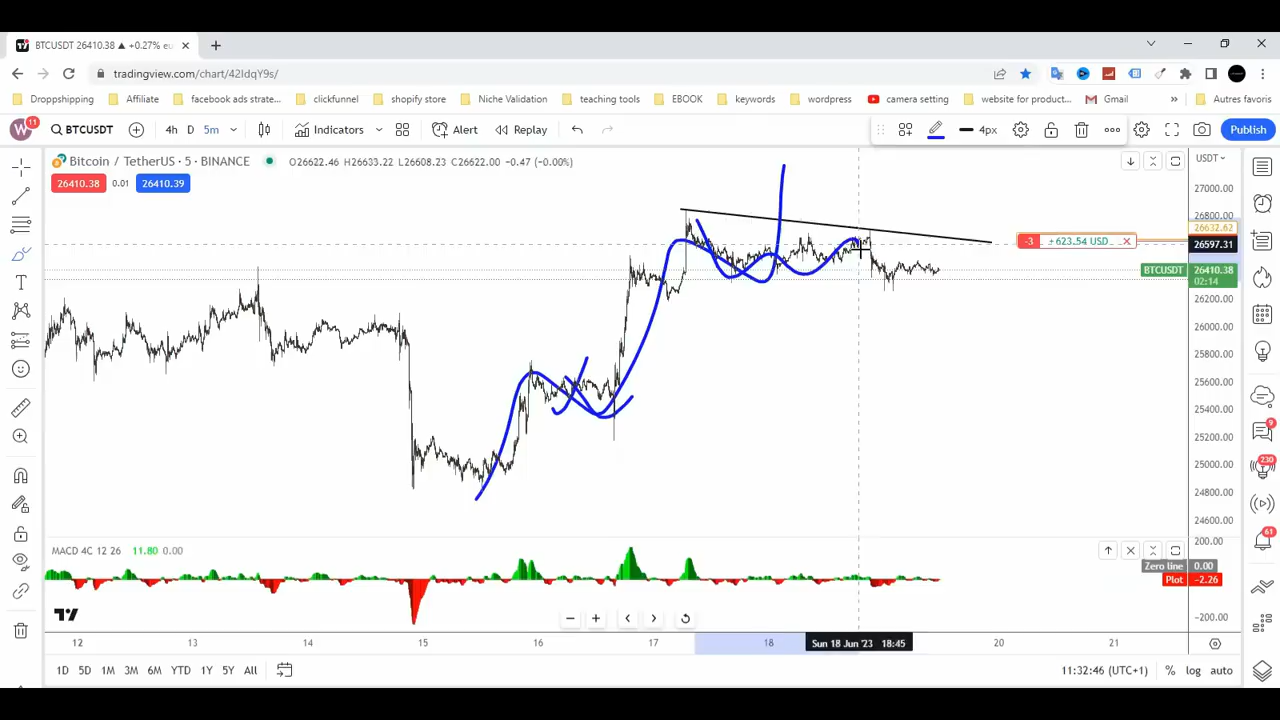 BTCUSDT 26410.38 ▲ +0.27% eu
tradingview.com/chart/42IdqY9s/
Droppshipping Affiliate facebook ads strate... clickfunnel shopify store Niche Validation teaching tools EBOOK keywords wordpress camera setting website for product... Gmail » Autres favoris
W 11 BTCUSDT 4h D 5m Indicators Alert Replay 4px Publish
Bitcoin / TetherUS · 5 · BINANCE O26622.46 H26633.22 L26608.23 C26622.00 −0.47 (−0.00%) USDT
26410.38 0.01 26410.39
27000.00
26800.00
26632.62
-3 +623.54 USD 26597.31
BTCUSDT 26410.38
02:14
26200.00
26000.00
25800.00
25600.00
25400.00
25200.00
25000.00
24800.00
24600.00
9
230
61
MACD 4C 12 26 11.80 0.00
200.00
Zero line 0.00
Plot −2.26
−200.00
12 13 14 15 16 17 18 Sun 18 Jun '23 18:45 20 21
1D 5D 1M 3M 6M YTD 1Y 5Y All 11:32:46 (UTC+1) % log auto